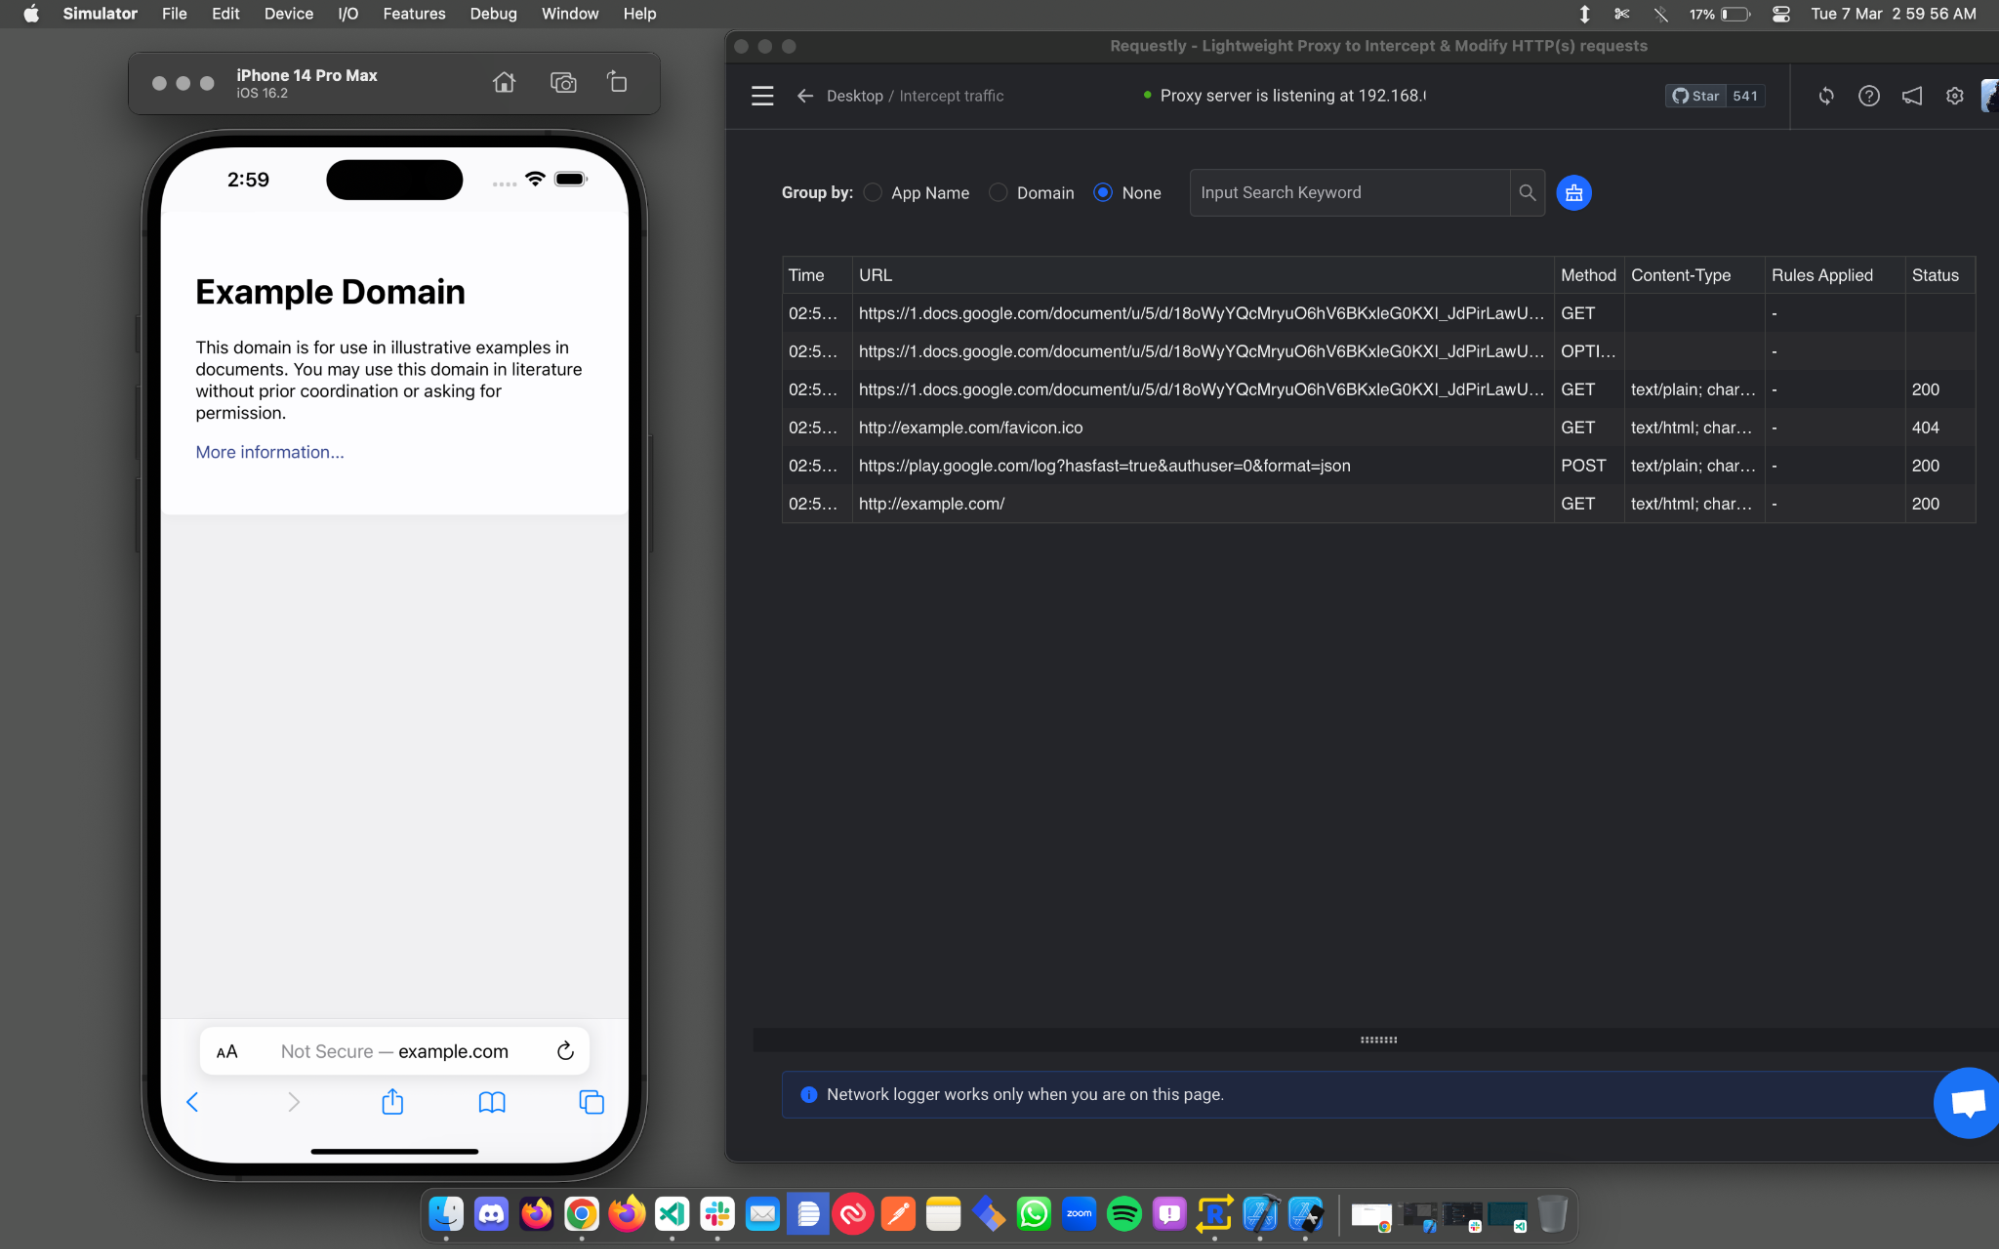 Simulator File Edit Device I/O Features Debug Window Help
17% Tue 7 Mar 2 59 56 AM
iPhone 14 Pro Max
iOS 16.2
2:59
Example Domain
This domain is for use in illustrative examples in
documents. You may use this domain in literature
without prior coordination or asking for
permission.
More information...
AA Not Secure — example.com
Requestly - Lightweight Proxy to Intercept & Modify HTTP(s) requests
Desktop / Intercept traffic
Proxy server is listening at 192.168.
Star 541
Group by: App Name Domain None
Input Search Keyword
Time URL Method Content-Type Rules Applied Status
02:5... https://1.docs.google.com/document/u/5/d/18oWyYQcMryuO6hV6BKxleG0KXI_JdPirLawU... GET -
02:5... https://1.docs.google.com/document/u/5/d/18oWyYQcMryuO6hV6BKxleG0KXI_JdPirLawU... OPTI... -
02:5... https://1.docs.google.com/document/u/5/d/18oWyYQcMryuO6hV6BKxleG0KXI_JdPirLawU... GET text/plain; char... - 200
02:5... http://example.com/favicon.ico GET text/html; char... - 404
02:5... https://play.google.com/log?hasfast=true&authuser=0&format=json POST text/plain; char... - 200
02:5... http://example.com/ GET text/html; char... - 200
Network logger works only when you are on this page.
zoom